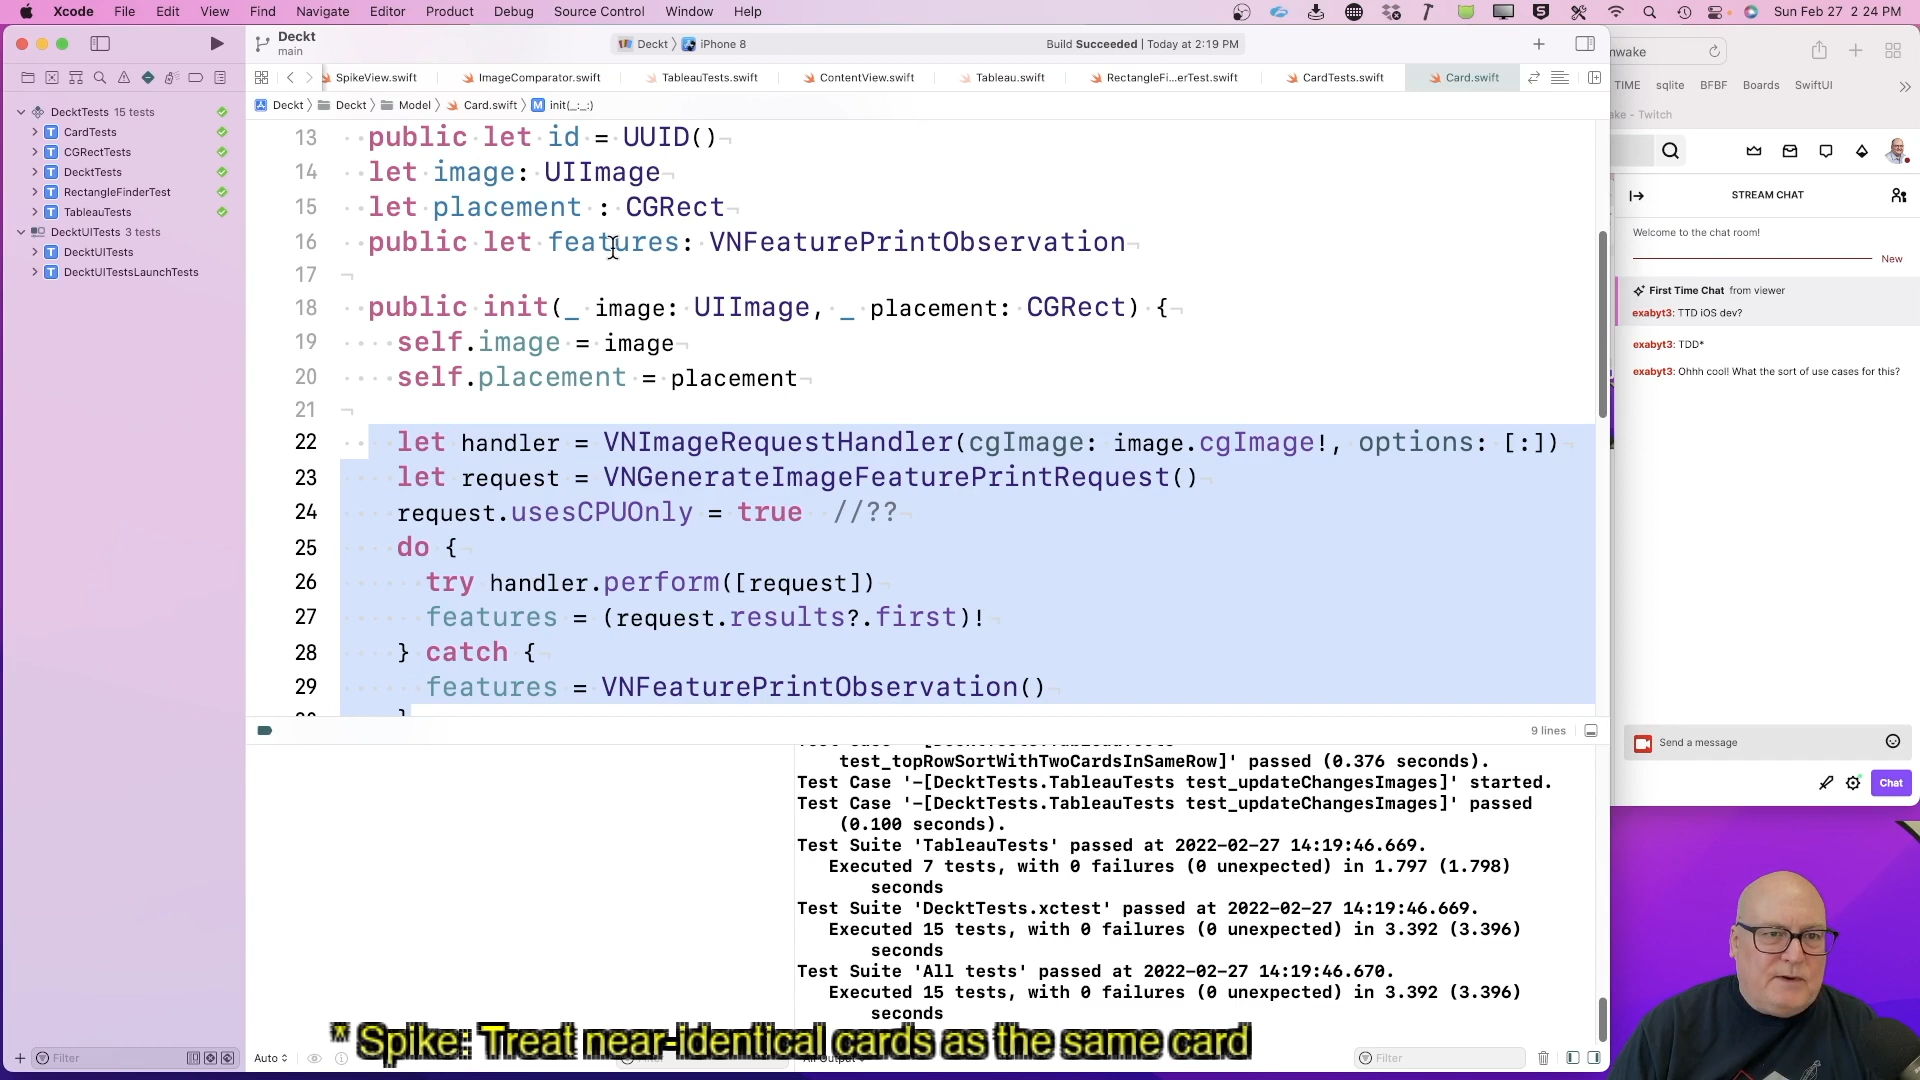 Xcode File Edit View Find Navigate Editor Product Debug Source Control Window Help Sun Feb 27 2:24 PM
Deckt
main
Deckt 〉 iPhone 8
Build Succeeded | Today at 2:19 PM
SpikeView.swift ImageComparator.swift TableauTests.swift ContentView.swift Tableau.swift RectangleFi...erTest.swift CardTests.swift Card.swift
Deckt 〉 Deckt 〉 Model 〉 Card.swift 〉 M init(_:_:)
DecktTests 15 tests
CardTests
CGRectTests
DecktTests
RectangleFinderTest
TableauTests
DecktUITests 3 tests
DecktUITests
DecktUITestsLaunchTests
13 public let id = UUID()
14 let image: UIImage
15 let placement : CGRect
16 public let features: VNFeaturePrintObservation
17
18 public init(_ image: UIImage, _ placement: CGRect) {
19 self.image = image
20 self.placement = placement
21
22 let handler = VNImageRequestHandler(cgImage: image.cgImage!, options: [:])
23 let request = VNGenerateImageFeaturePrintRequest()
24 request.usesCPUOnly = true //??
25 do {
26 try handler.perform([request])
27 features = (request.results?.first)!
28 } catch {
29 features = VNFeaturePrintObservation()
9 lines
test_topRowSortWithTwoCardsInSameRow]' passed (0.376 seconds).
Test Case '-[DecktTests.TableauTests test_updateChangesImages]' started.
Test Case '-[DecktTests.TableauTests test_updateChangesImages]' passed
(0.100 seconds).
Test Suite 'TableauTests' passed at 2022-02-27 14:19:46.669.
Executed 7 tests, with 0 failures (0 unexpected) in 1.797 (1.798)
seconds
Test Suite 'DecktTests.xctest' passed at 2022-02-27 14:19:46.669.
Executed 15 tests, with 0 failures (0 unexpected) in 3.392 (3.396)
seconds
Test Suite 'All tests' passed at 2022-02-27 14:19:46.670.
Executed 15 tests, with 0 failures (0 unexpected) in 3.392 (3.396)
seconds
* Spike: Treat near-identical cards as the same card
Filter
Auto
Filter
nwake
TIME sqlite BFBF Boards SwiftUI
ake - Twitch
STREAM CHAT
Welcome to the chat room!
New
First Time Chat from viewer
exabyt3: TTD iOS dev?
exabyt3: TDD*
exabyt3: Ohhh cool! What the sort of use cases for this?
Send a message
Chat